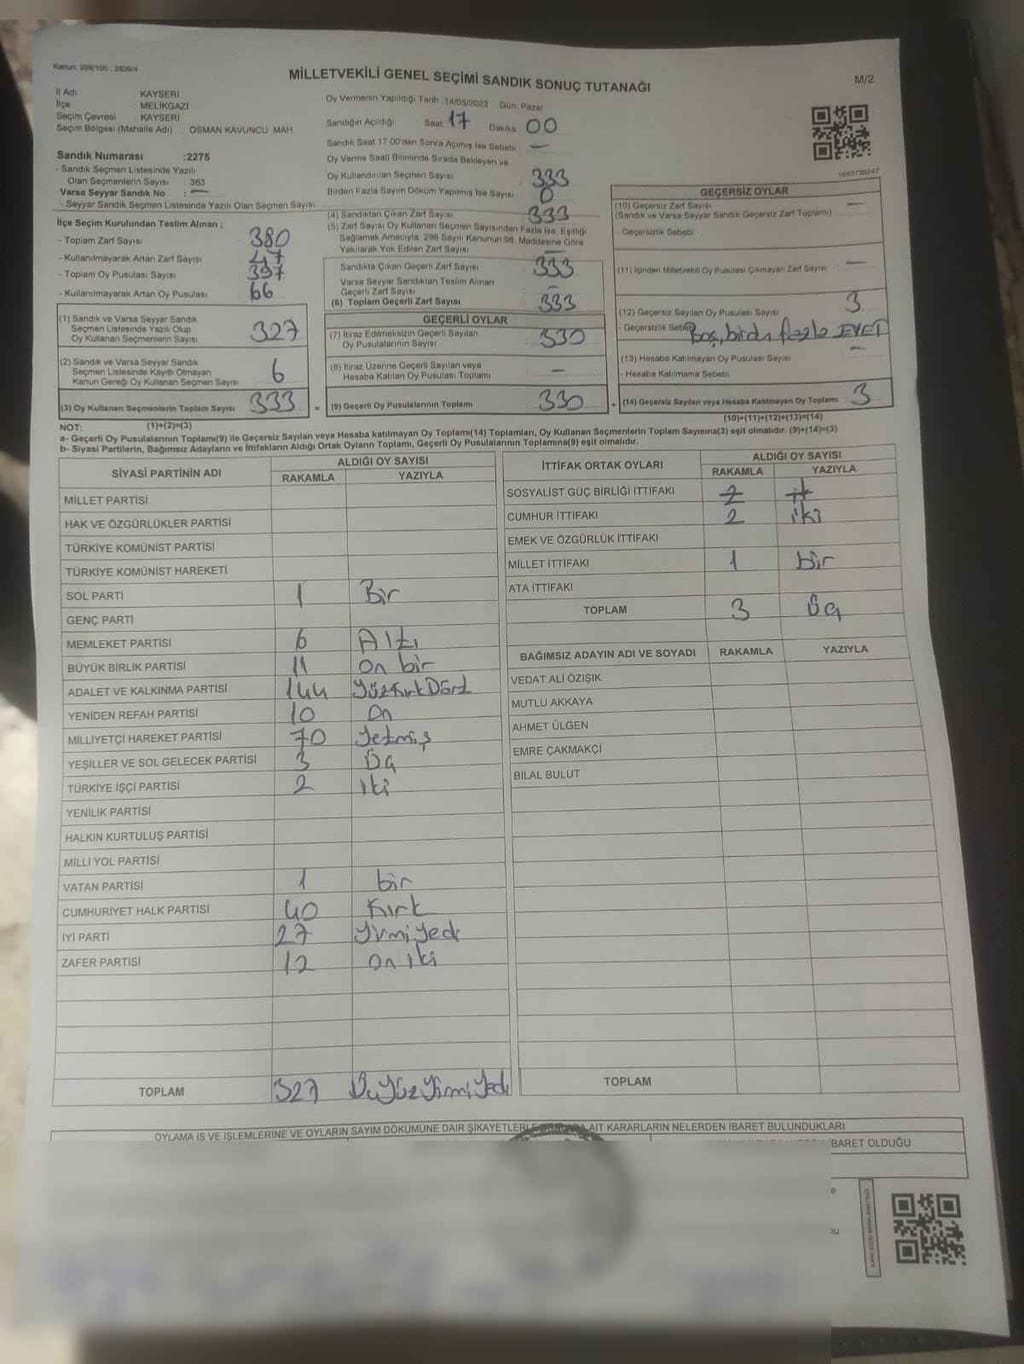 Kanun: 298/105 ; 2839/4
MİLLETVEKİLİ GENEL SEÇİMİ SANDIK SONUÇ TUTANAĞI
M/2
İl Adı KAYSERİ
İlçe MELİKGAZİ
Seçim Çevresi KAYSERİ
Seçim Bölgesi (Mahalle Adı) : OSMAN KAVUNCU MAH
Sandık Numarası :2275
- Sandık Seçmen Listesinde Yazılı
Olan Seçmenlerin Sayısı : 363
Varsa Seyyar Sandık No : —
- Seyyar Sandık Seçmen Listesinde Yazılı Olan Seçmen Sayısı
Oy Vermenin Yapıldığı Tarih :14/05/2023 Gün: Pazar
Sandığın Açıldığı Saat: 17 Dakika 00
Sandık Saat 17.00'den Sonra Açılmış İse Sebebi —
Oy Verme Saati Bitiminde Sırada Bekleyen ve
Oy Kullandırılan Seçmen Sayısı 333
Birden Fazla Sayım Döküm Yapılmış İse Sayısı 0
(4) Sandıktan Çıkan Zarf Sayısı 333
(5) Zarf Sayısı Oy Kullanan Seçmen Sayısından Fazla İse, Eşitliği
Sağlamak Amacıyla, 298 Sayılı Kanunun 98. Maddesine Göre
Yakılarak Yok Edilen Zarf Sayısı —
İlçe Seçim Kurulundan Teslim Alınan ;
- Toplam Zarf Sayısı 380
- Kullanılmayarak Artan Zarf Sayısı 47
- Toplam Oy Pusulası Sayısı 397
- Kullanılmayarak Artan Oy Pusulası 66
Sandıkta Çıkan Geçerli Zarf Sayısı 333
Varsa Seyyar Sandıktan Teslim Alınan
Geçerli Zarf Sayısı —
(6) Toplam Geçerli Zarf Sayısı 333
GEÇERSİZ OYLAR
(10) Geçersiz Zarf Sayısı —
(Sandık ve Varsa Seyyar Sandık Geçersiz Zarf Toplamı)
- Geçersizlik Sebebi
(11) İçinden Milletvekili Oy Pusulası Çıkmayan Zarf Sayısı —
(12) Geçersiz Sayılan Oy Pusulası Sayısı 3
- Geçersizlik Sebebi Boş, birden fazla EVET
(13) Hesaba Katılmayan Oy Pusulası Sayısı —
- Hesaba Katılmama Sebebi
(14) Geçersiz Sayılan veya Hesaba Katılmayan Oy Toplamı 3
(10)+(11)+(12)+(13)=(14)
(1) Sandık ve Varsa Seyyar Sandık
Seçmen Listesinde Yazılı Olup
Oy Kullanan Seçmenlerin Sayısı 327
(2) Sandık ve Varsa Seyyar Sandık
Seçmen Listesinde Kaydı Olmayan
Kanun Gereği Oy Kullanan Seçmen Sayısı 6
(3) Oy Kullanan Seçmenlerin Toplam Sayısı 333
(1)+(2)=(3)
GEÇERLİ OYLAR
(7) İtiraz Edilmeksizin Geçerli Sayılan
Oy Pusulalarının Sayısı 330
(8) İtiraz Üzerine Geçerli Sayılan veya
Hesaba Katılan Oy Pusulası Toplamı —
(9) Geçerli Oy Pusulalarının Toplamı 330
NOT:
a- Geçerli Oy Pusulalarının Toplamı(9) ile Geçersiz Sayılan veya Hesaba katılmayan Oy Toplamı(14) Toplamları, Oy Kullanan Seçmenlerin Toplam Sayısına(3) eşit olmalıdır. (9)+(14)=(3)
b- Siyasi Partilerin, Bağımsız Adayların ve İttifakların Aldığı Ortak Oyların Toplamı, Geçerli Oy Pusulalarının Toplamına(9) eşit olmalıdır.
SİYASİ PARTİNİN ADI ALDIĞI OY SAYISI
RAKAMLA YAZIYLA
MİLLET PARTİSİ
HAK VE ÖZGÜRLÜKLER PARTİSİ
TÜRKİYE KOMÜNİST PARTİSİ
TÜRKİYE KOMÜNİST HAREKETİ
SOL PARTİ 1 Bir
GENÇ PARTİ
MEMLEKET PARTİSİ 6 Altı
BÜYÜK BİRLİK PARTİSİ 11 on bir
ADALET VE KALKINMA PARTİSİ 144 YüzKırkDört
YENİDEN REFAH PARTİSİ 10 On
MİLLİYETÇİ HAREKET PARTİSİ 70 Yetmiş
YEŞİLLER VE SOL GELECEK PARTİSİ 3 Üç
TÜRKİYE İŞÇİ PARTİSİ 2 İki
YENİLİK PARTİSİ
HALKIN KURTULUŞ PARTİSİ
MİLLİ YOL PARTİSİ
VATAN PARTİSİ 1 bir
CUMHURİYET HALK PARTİSİ 40 Kırk
İYİ PARTİ 27 Yirmi Yedi
ZAFER PARTİSİ 12 on iki
TOPLAM 327 Üç Yüz Yirmi Yedi
İTTİFAK ORTAK OYLARI ALDIĞI OY SAYISI
RAKAMLA YAZIYLA
SOSYALİST GÜÇ BİRLİĞİ İTTİFAKI 2
CUMHUR İTTİFAKI 2 iki
EMEK VE ÖZGÜRLÜK İTTİFAKI
MİLLET İTTİFAKI 1 bir
ATA İTTİFAKI
TOPLAM 3 Üç
BAĞIMSIZ ADAYIN ADI VE SOYADI RAKAMLA YAZIYLA
VEDAT ALİ ÖZIŞIK
MUTLU AKKAYA
AHMET ÜLGEN
EMRE ÇAKMAKÇİ
BİLAL BULUT
TOPLAM
OYLAMA İŞ VE İŞLEMLERİNE VE OYLARIN SAYIM DÖKÜMÜNE DAİR ŞİKAYETLERLE AİT KARARLARIN NELERDEN İBARET BULUNDUKLARI
BARET OLDUĞU